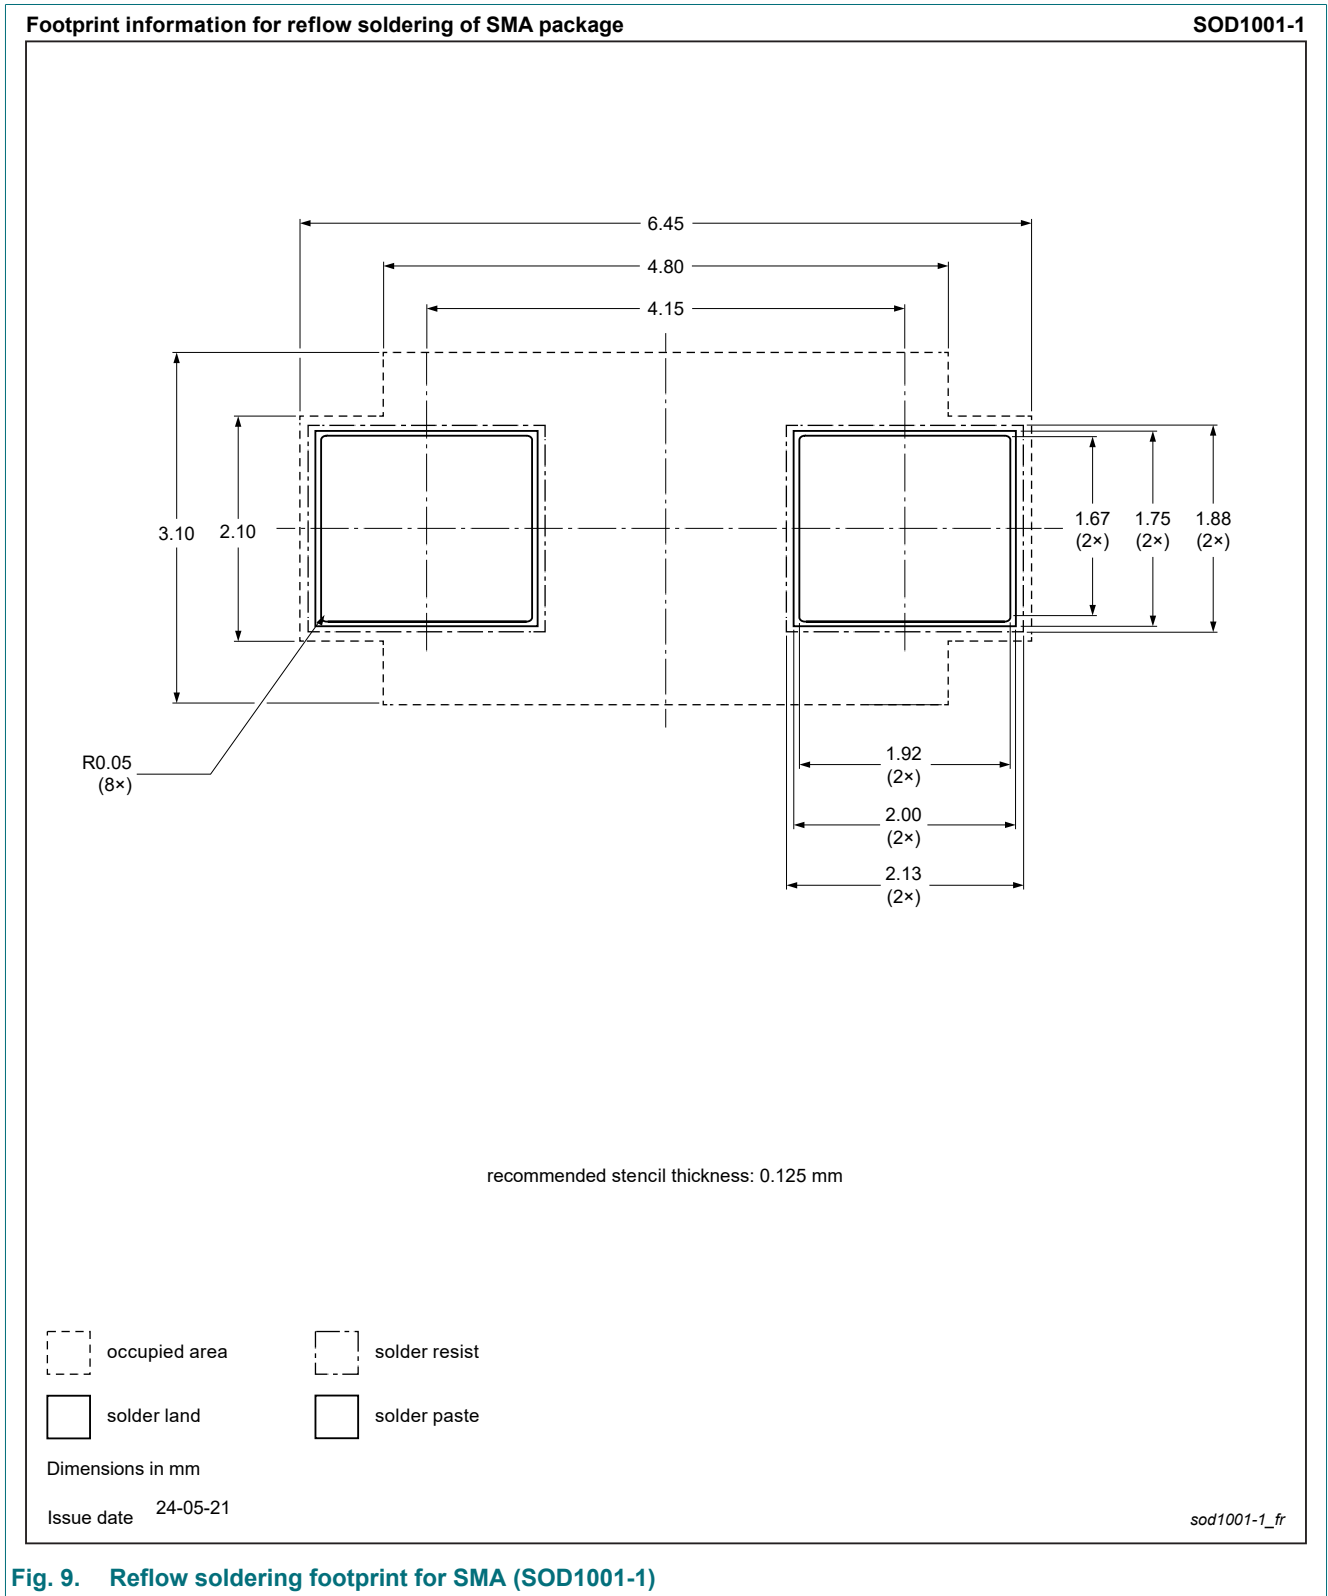 Footprint information for reflow soldering of SMA package SOD1001-1
6.45
4.80
4.15
3.10
2.10
1.67
(2×)
1.75
(2×)
1.88
(2×)
R0.05
(8×)
1.92
(2×)
2.00
(2×)
2.13
(2×)
recommended stencil thickness: 0.125 mm
occupied area
solder resist
solder land
solder paste
Dimensions in mm
Issue date 24-05-21
sod1001-1_fr
Fig. 9. Reflow soldering footprint for SMA (SOD1001-1)